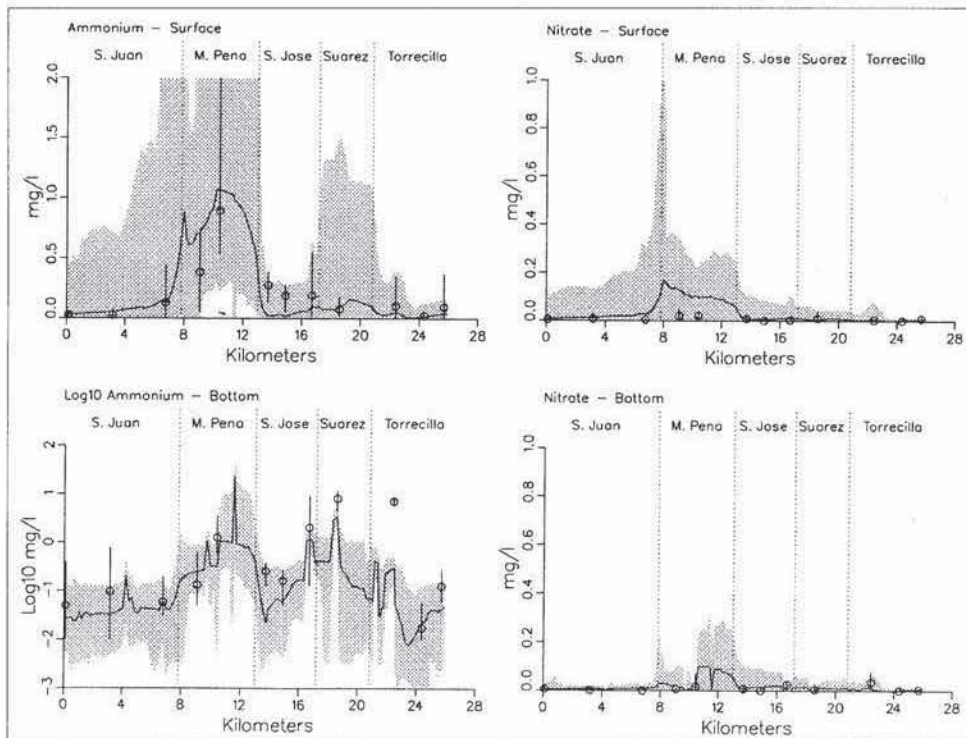 Ammonium – Surface
S. Juan M. Pena S. Jose Suarez Torrecilla
mg/l
2.0
1.5
1.0
0.5
0.0
0 4 8 12 16 20 24 28
Kilometers
Nitrate – Surface
S. Juan M. Pena S. Jose Suarez Torrecilla
mg/l
1.0
0.8
0.6
0.4
0.2
0.0
0 4 8 12 16 20 24 28
Kilometers
Log10 Ammonium – Bottom
S. Juan M. Pena S. Jose Suarez Torrecilla
Log10 mg/l
2
1
0
-1
-2
-3
0 4 8 12 16 20 24 28
Kilometers
Nitrate – Bottom
S. Juan M. Pena S. Jose Suarez Torrecilla
mg/l
1.0
0.8
0.6
0.4
0.2
0.0
0 4 8 12 16 20 24 28
Kilometers